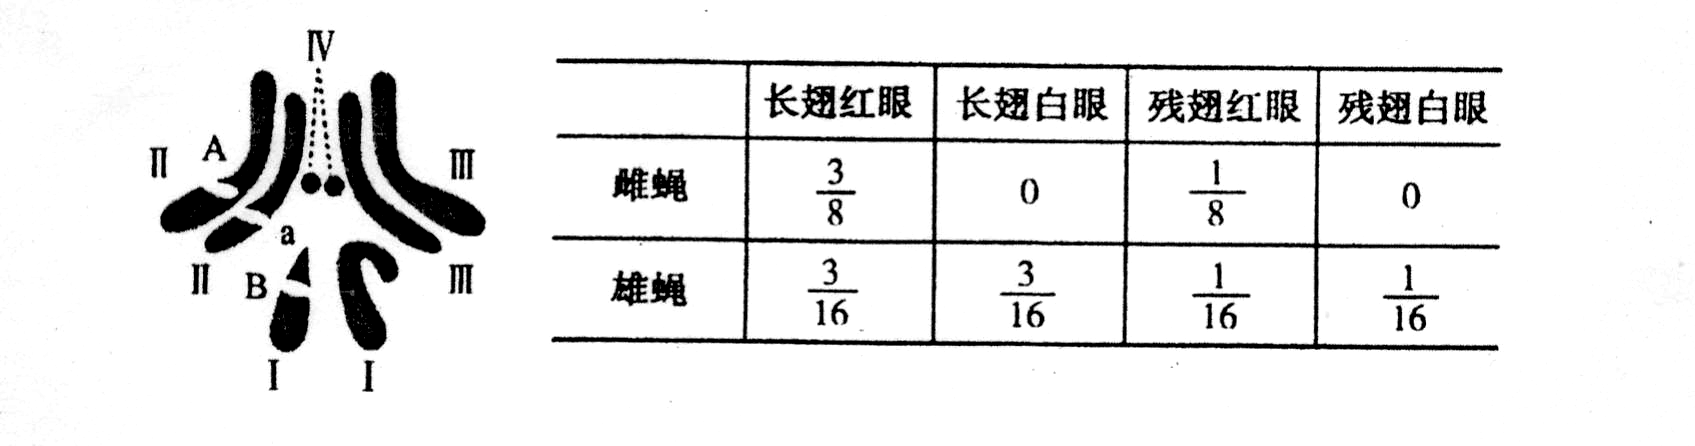 Ⅳ
Ⅱ A Ⅲ
a
Ⅱ B Ⅲ
Ⅰ Ⅰ
长翅红眼 长翅白眼 残翅红眼 残翅白眼
雌蝇 3/8 0 1/8 0
雄蝇 3/16 3/16 1/16 1/16